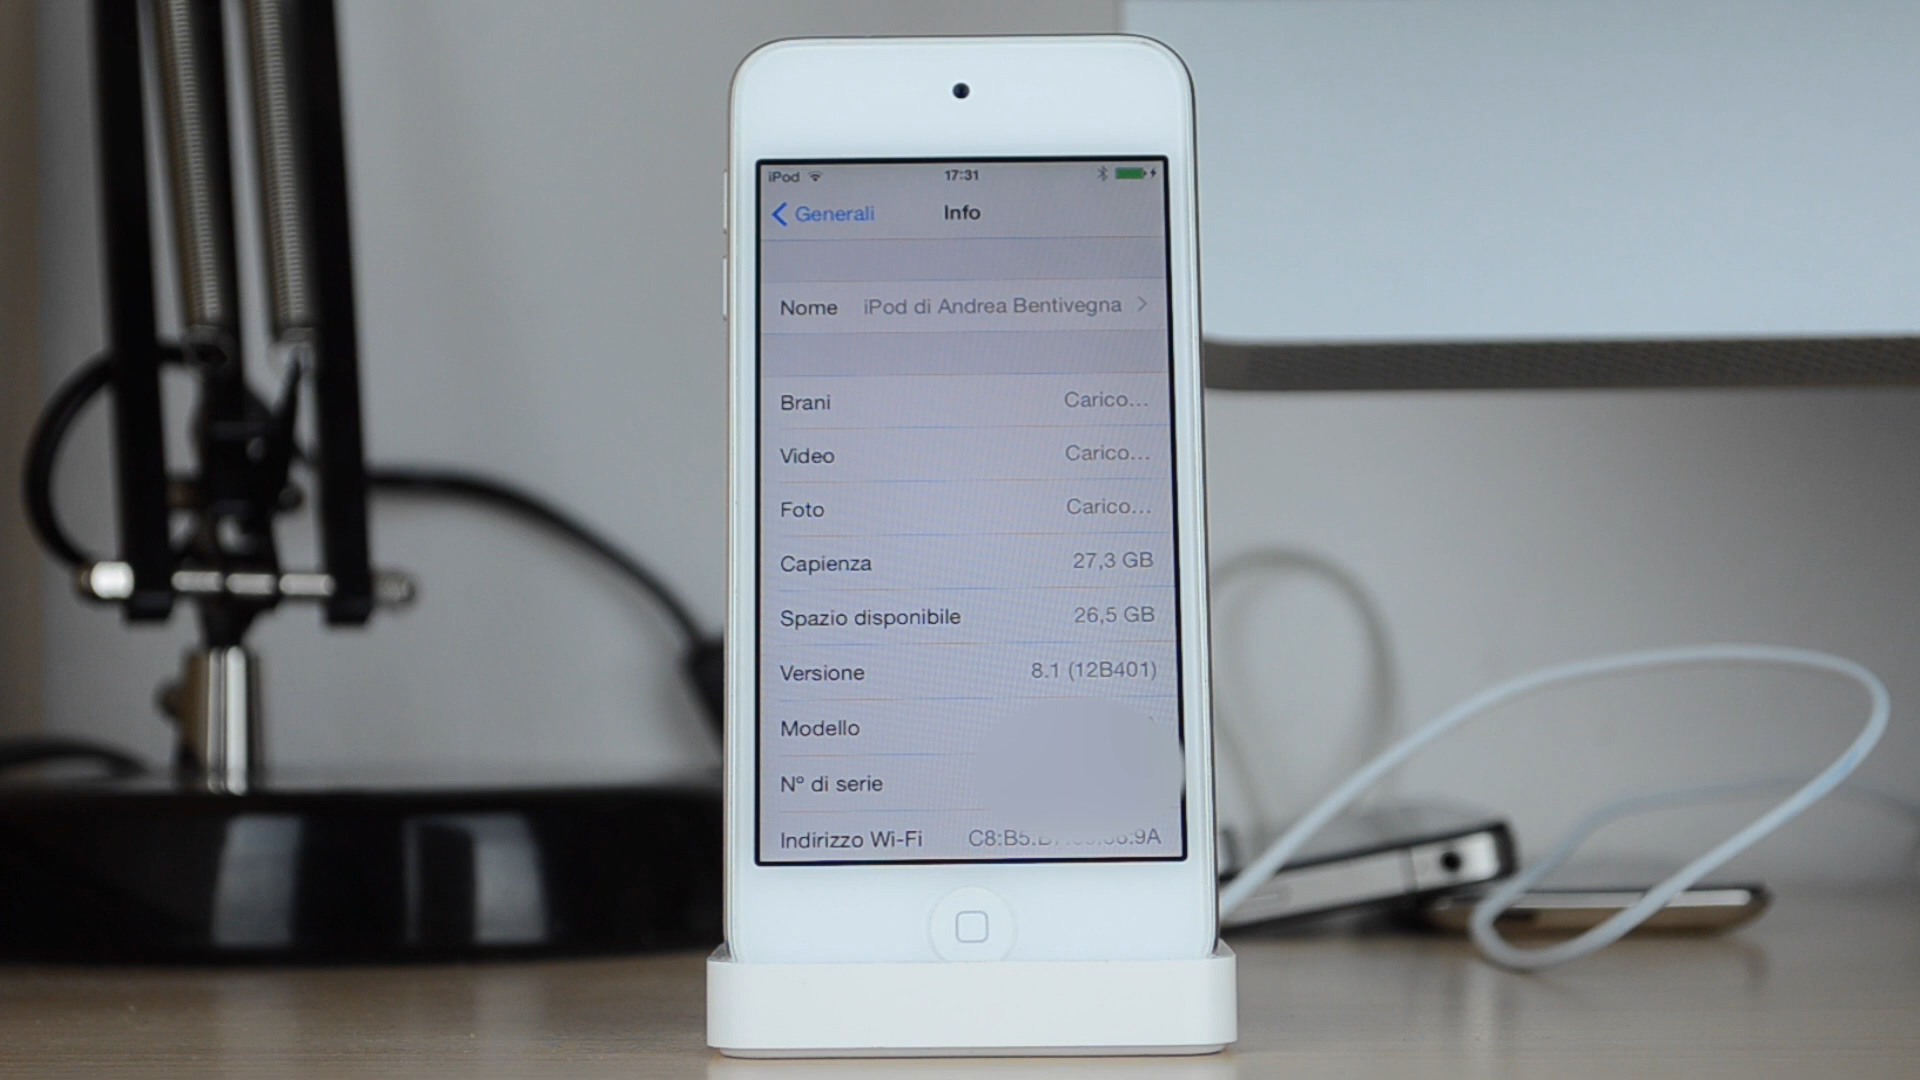 iPod 17:31
Generali Info
Nome iPod di Andrea Bentivegna
Brani Carico...
Video Carico...
Foto Carico...
Capienza 27,3 GB
Spazio disponibile 26,5 GB
Versione 8.1 (12B401)
Modello
N° di serie
Indirizzo Wi-Fi